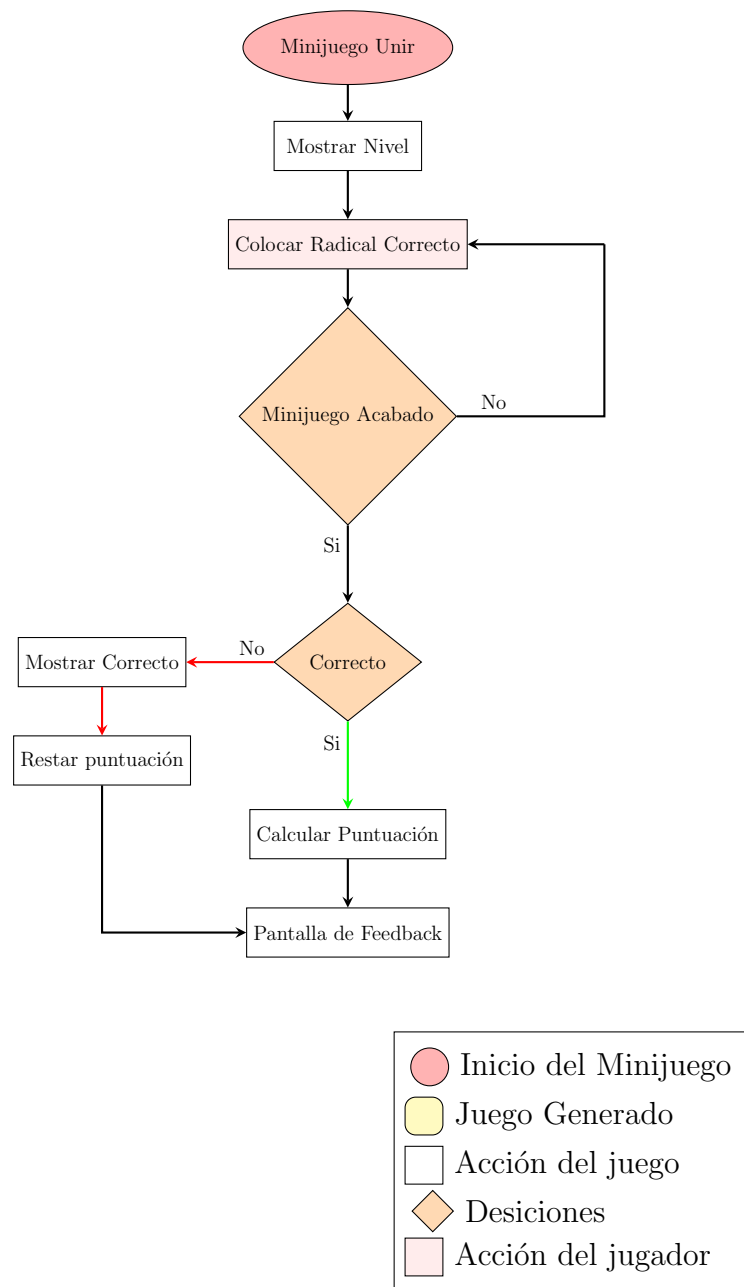 Minijuego Unir
Mostrar Nivel
Colocar Radical Correcto
Minijuego Acabado
No
Si
Correcto
No
Mostrar Correcto
Si
Restar puntuación
Calcular Puntuación
Pantalla de Feedback
Inicio del Minijuego
Juego Generado
Acción del juego
Desiciones
Acción del jugador